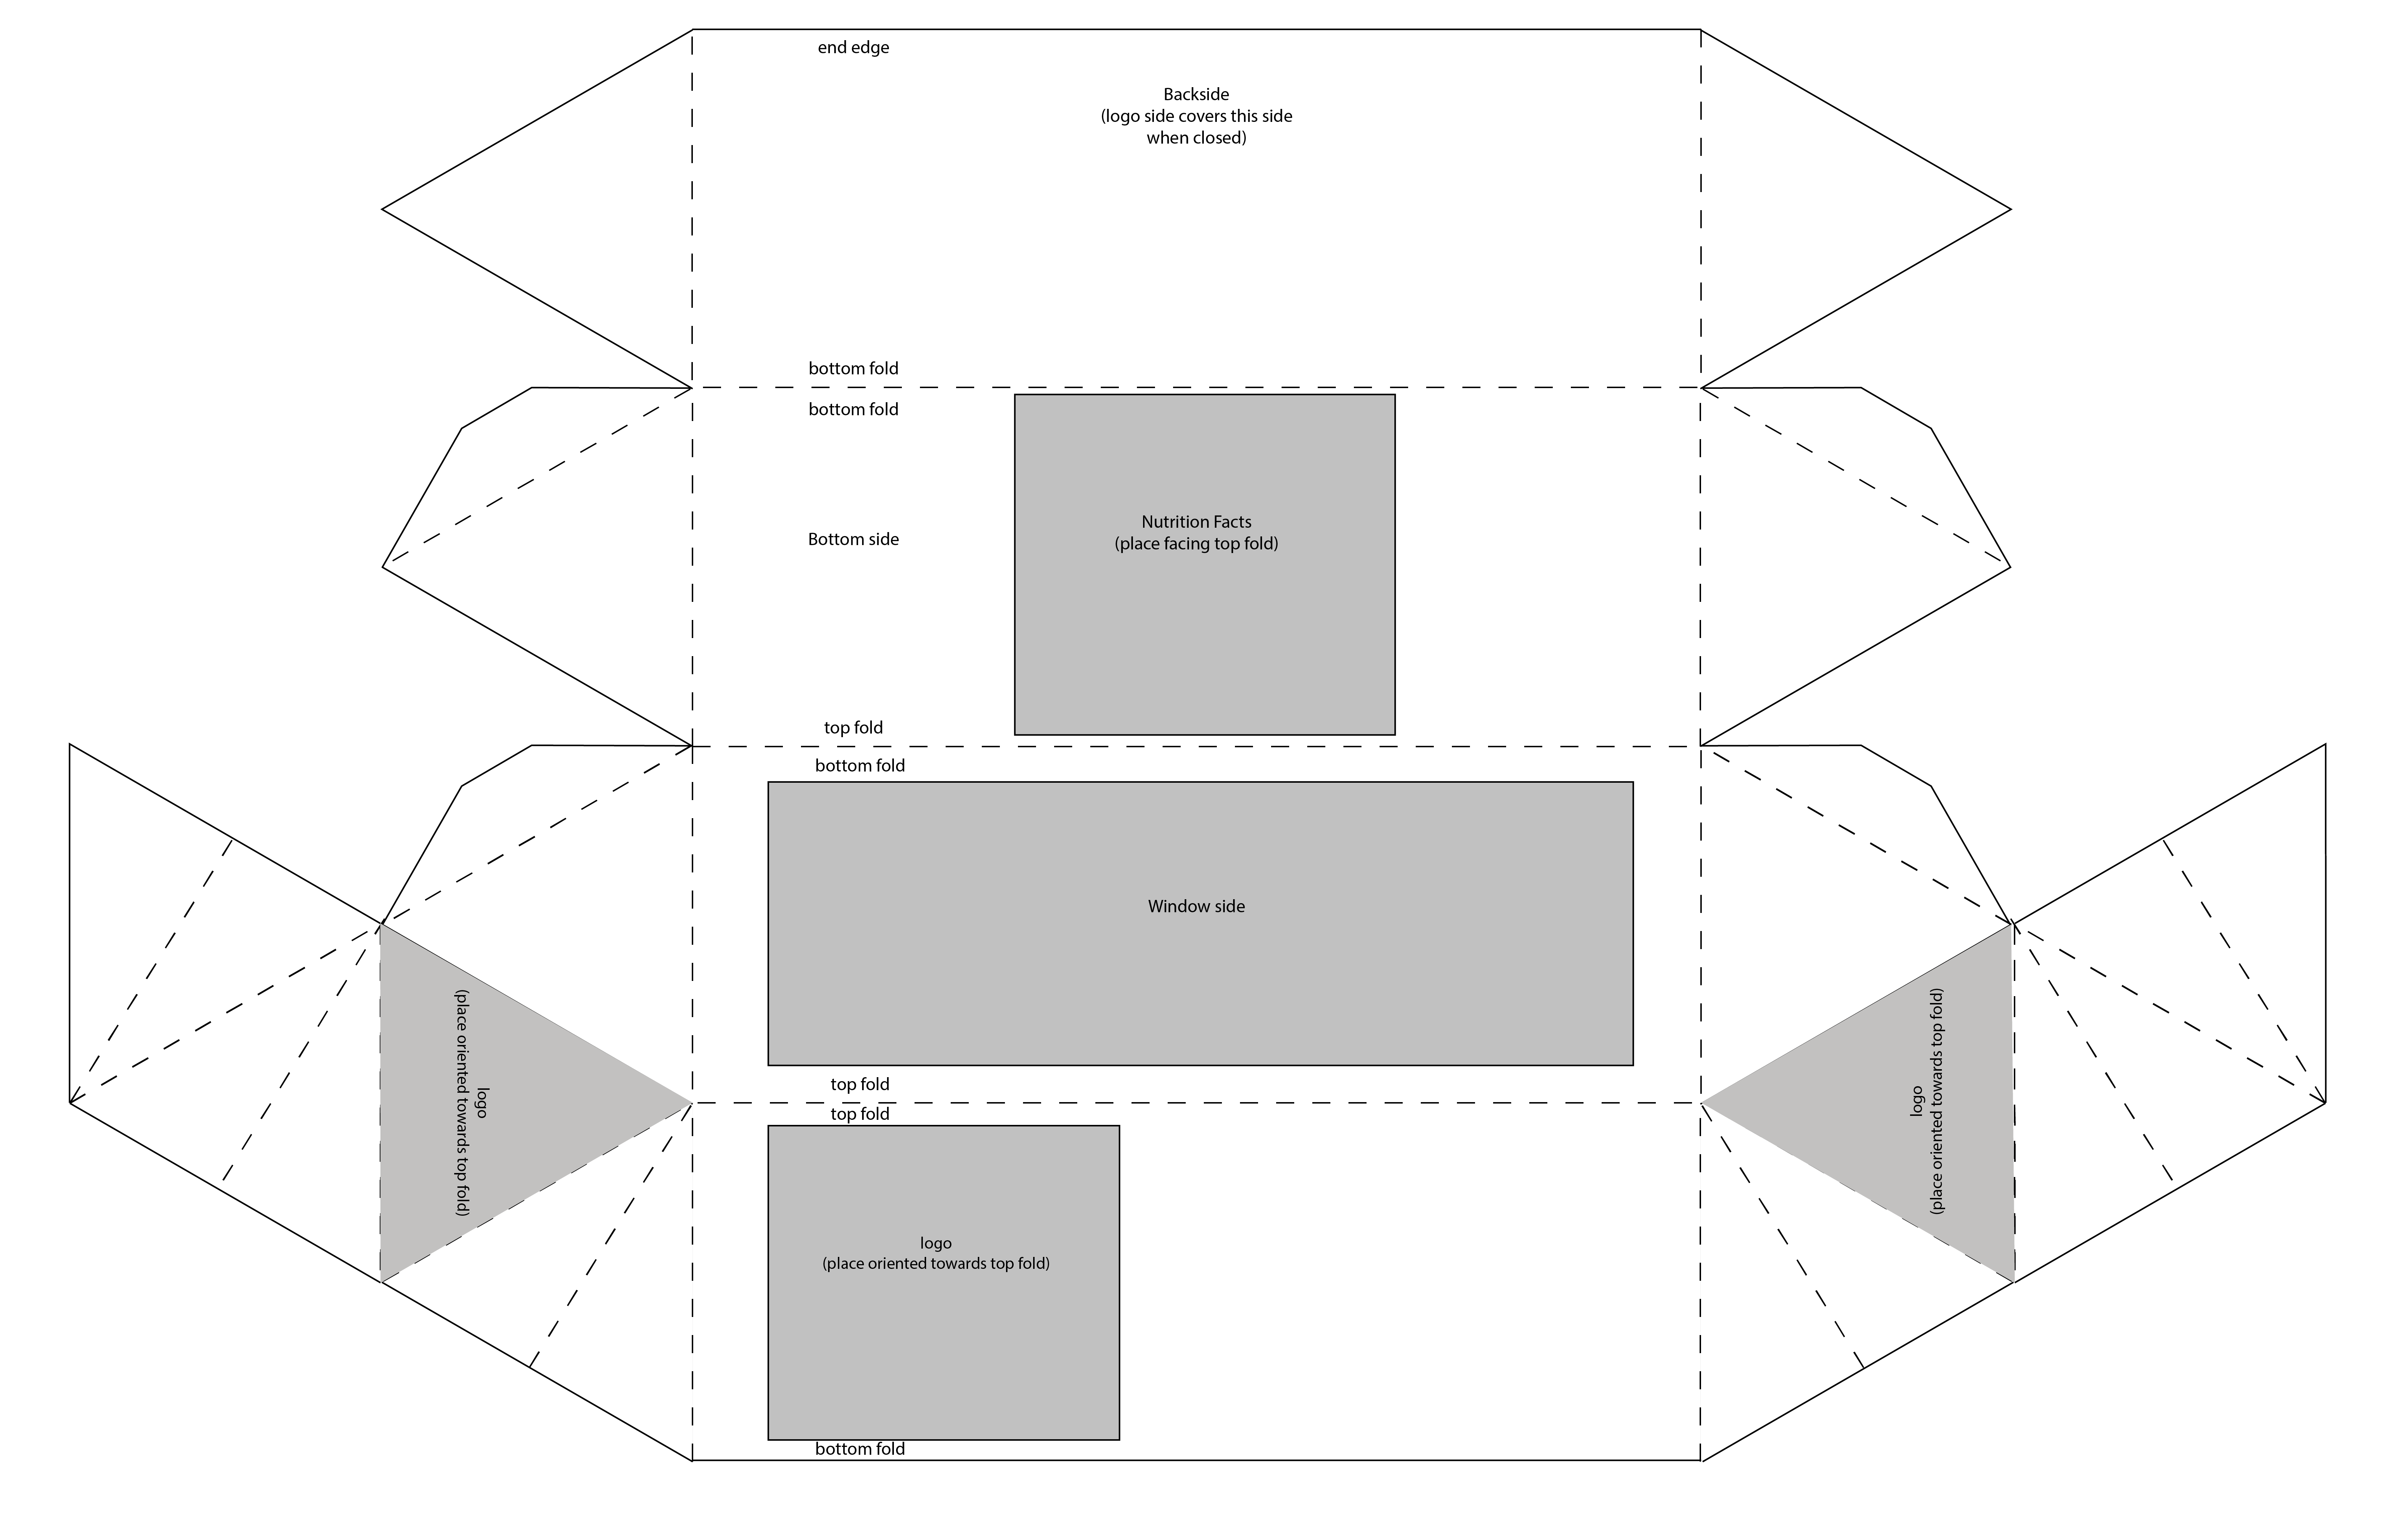 end edge
Backside
(logo side covers this side
when closed)
bottom fold
bottom fold
Nutrition Facts
(place facing top fold)
Bottom side
top fold
bottom fold
Window side
top fold
top fold
logo
(place oriented towards top fold)
logo
(place oriented towards top fold)
logo
(place oriented towards top fold)
bottom fold